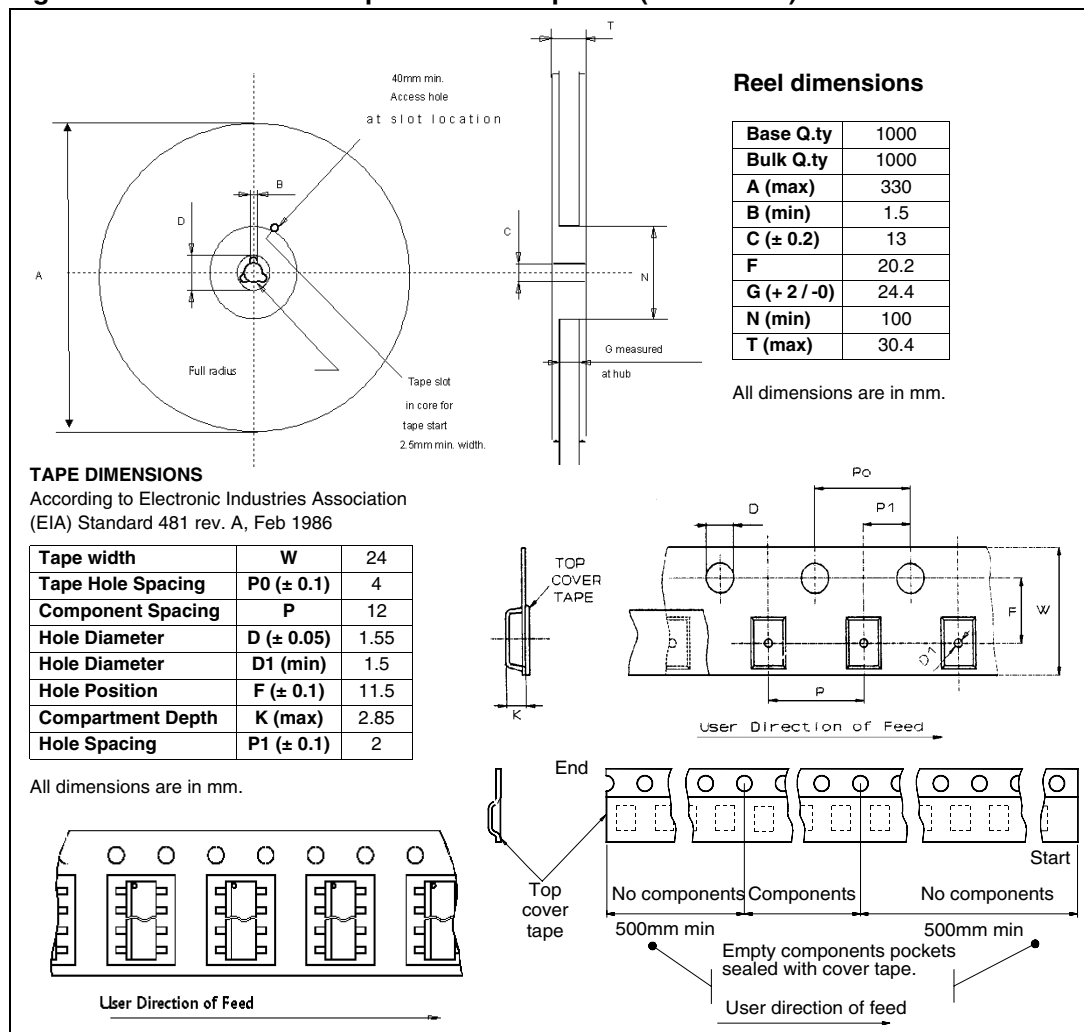 T
40mm min.
Access hole
at slot location
B
D
A
C
N
Full radius
Tape slot
in core for
tape start
2.5mm min. width.
G measured
at hub
Reel dimensions
Base Q.ty 1000
Bulk Q.ty 1000
A (max) 330
B (min) 1.5
C (± 0.2) 13
F 20.2
G (+ 2 / -0) 24.4
N (min) 100
T (max) 30.4
All dimensions are in mm.
TAPE DIMENSIONS
According to Electronic Industries Association
(EIA) Standard 481 rev. A, Feb 1986
Tape width W 24
Tape Hole Spacing P0 (± 0.1) 4
Component Spacing P 12
Hole Diameter D (± 0.05) 1.55
Hole Diameter D1 (min) 1.5
Hole Position F (± 0.1) 11.5
Compartment Depth K (max) 2.85
Hole Spacing P1 (± 0.1) 2
All dimensions are in mm.
TOP
COVER
TAPE
K
Po
D
P1
F
W
D1
P
User Direction of Feed
End
Start
Top
cover
tape
No components
Components
No components
500mm min
500mm min
Empty components pockets
sealed with cover tape.
User direction of feed
User Direction of Feed